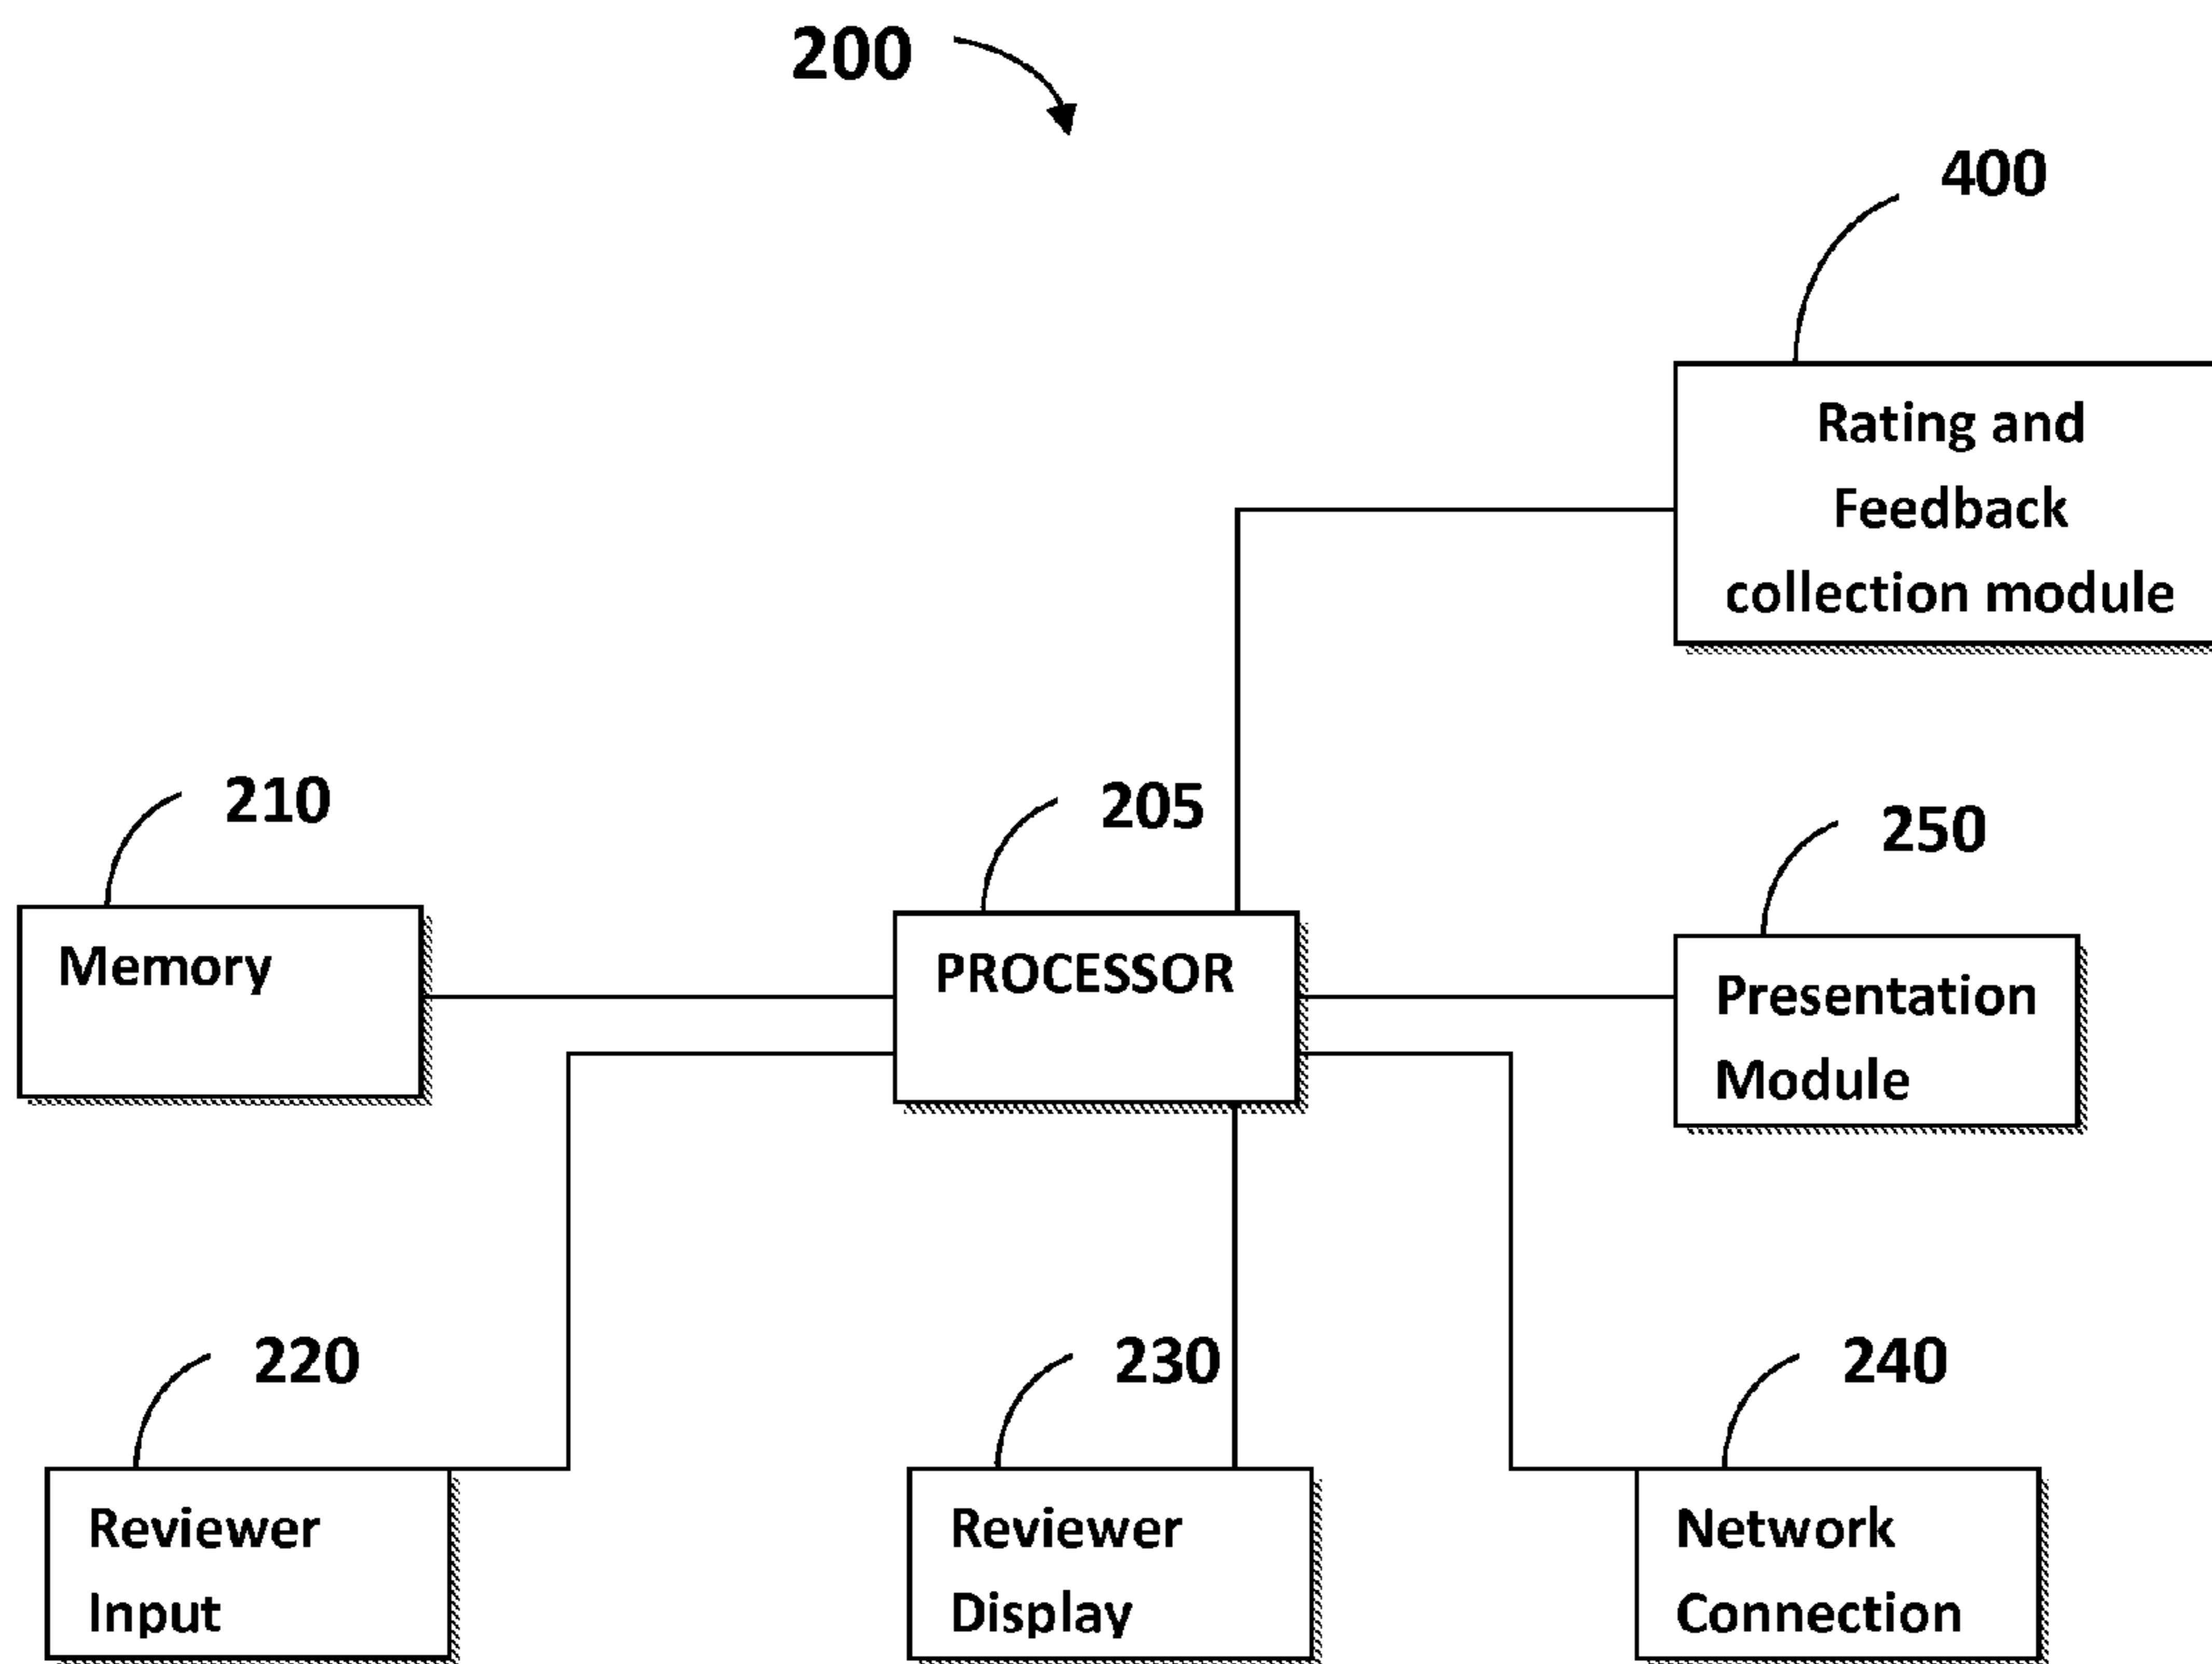 200
400
Rating and
Feedback
collection module
210
205
250
Memory
PROCESSOR
Presentation
Module
220
230
240
Reviewer
Input
Reviewer
Display
Network
Connection